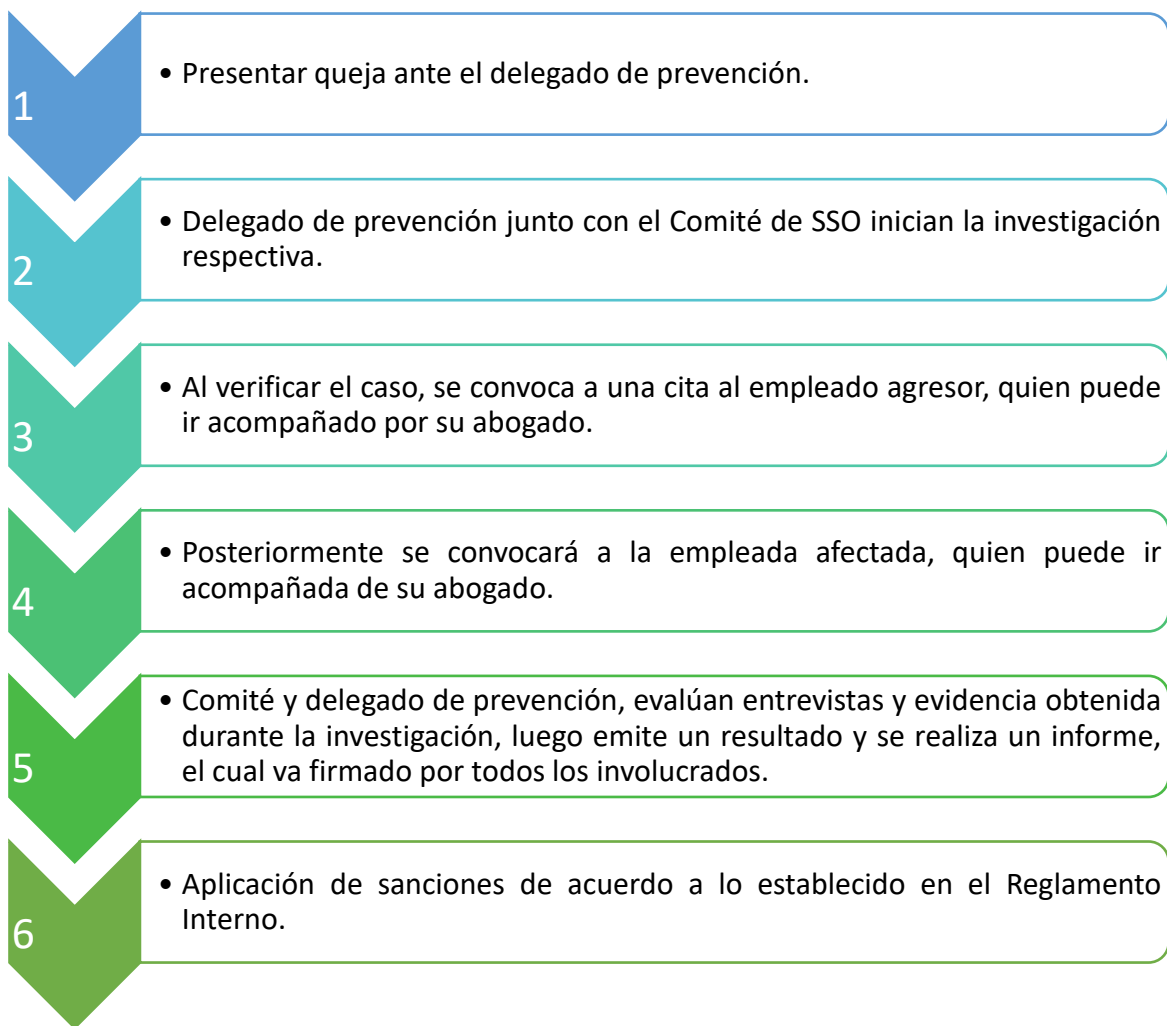 1
• Presentar queja ante el delegado de prevención.
2
• Delegado de prevención junto con el Comité de SSO inician la investigación
respectiva.
3
• Al verificar el caso, se convoca a una cita al empleado agresor, quien puede
ir acompañado por su abogado.
4
• Posteriormente se convocará a la empleada afectada, quien puede ir
acompañada de su abogado.
5
• Comité y delegado de prevención, evalúan entrevistas y evidencia obtenida
durante la investigación, luego emite un resultado y se realiza un informe,
el cual va firmado por todos los involucrados.
6
• Aplicación de sanciones de acuerdo a lo establecido en el Reglamento
Interno.